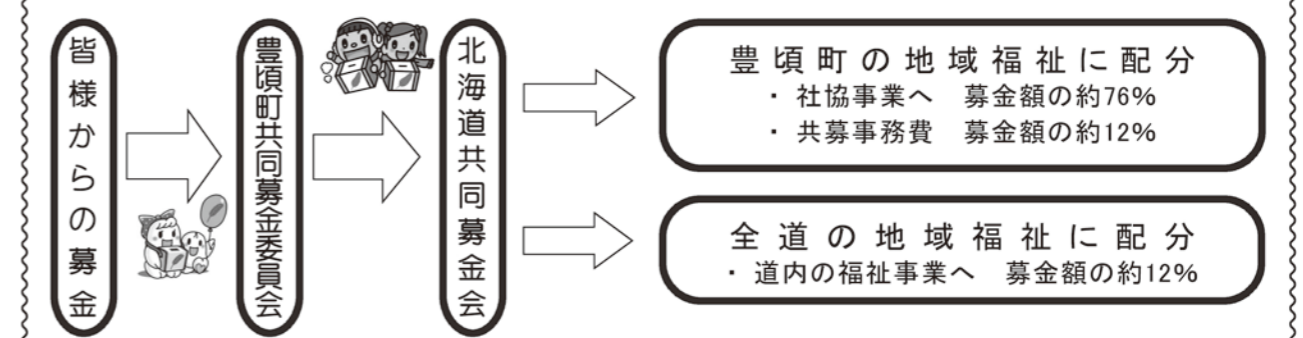 皆様からの募金
豊頃町共同募金委員会
北海道共同募金会
豊頃町の地域福祉に配分
・社協事業へ　募金額の約76％
・共募事務費　募金額の約12％
全道の地域福祉に配分
・道内の福祉事業へ　募金額の約12％